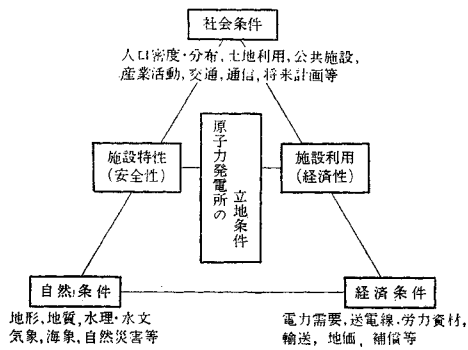 社会条件
人口密度・分布,土地利用,公共施設,
産業活動,交通,通信,将来計画等
施設特性
(安全性)
原子力発電所の
立地条件
施設利用
(経済性)
自然条件
地形,地質,水理・水文
気象,海象,自然災害等
経済条件
電力需要,送電線・労力資材,
輸送,地価,補償等